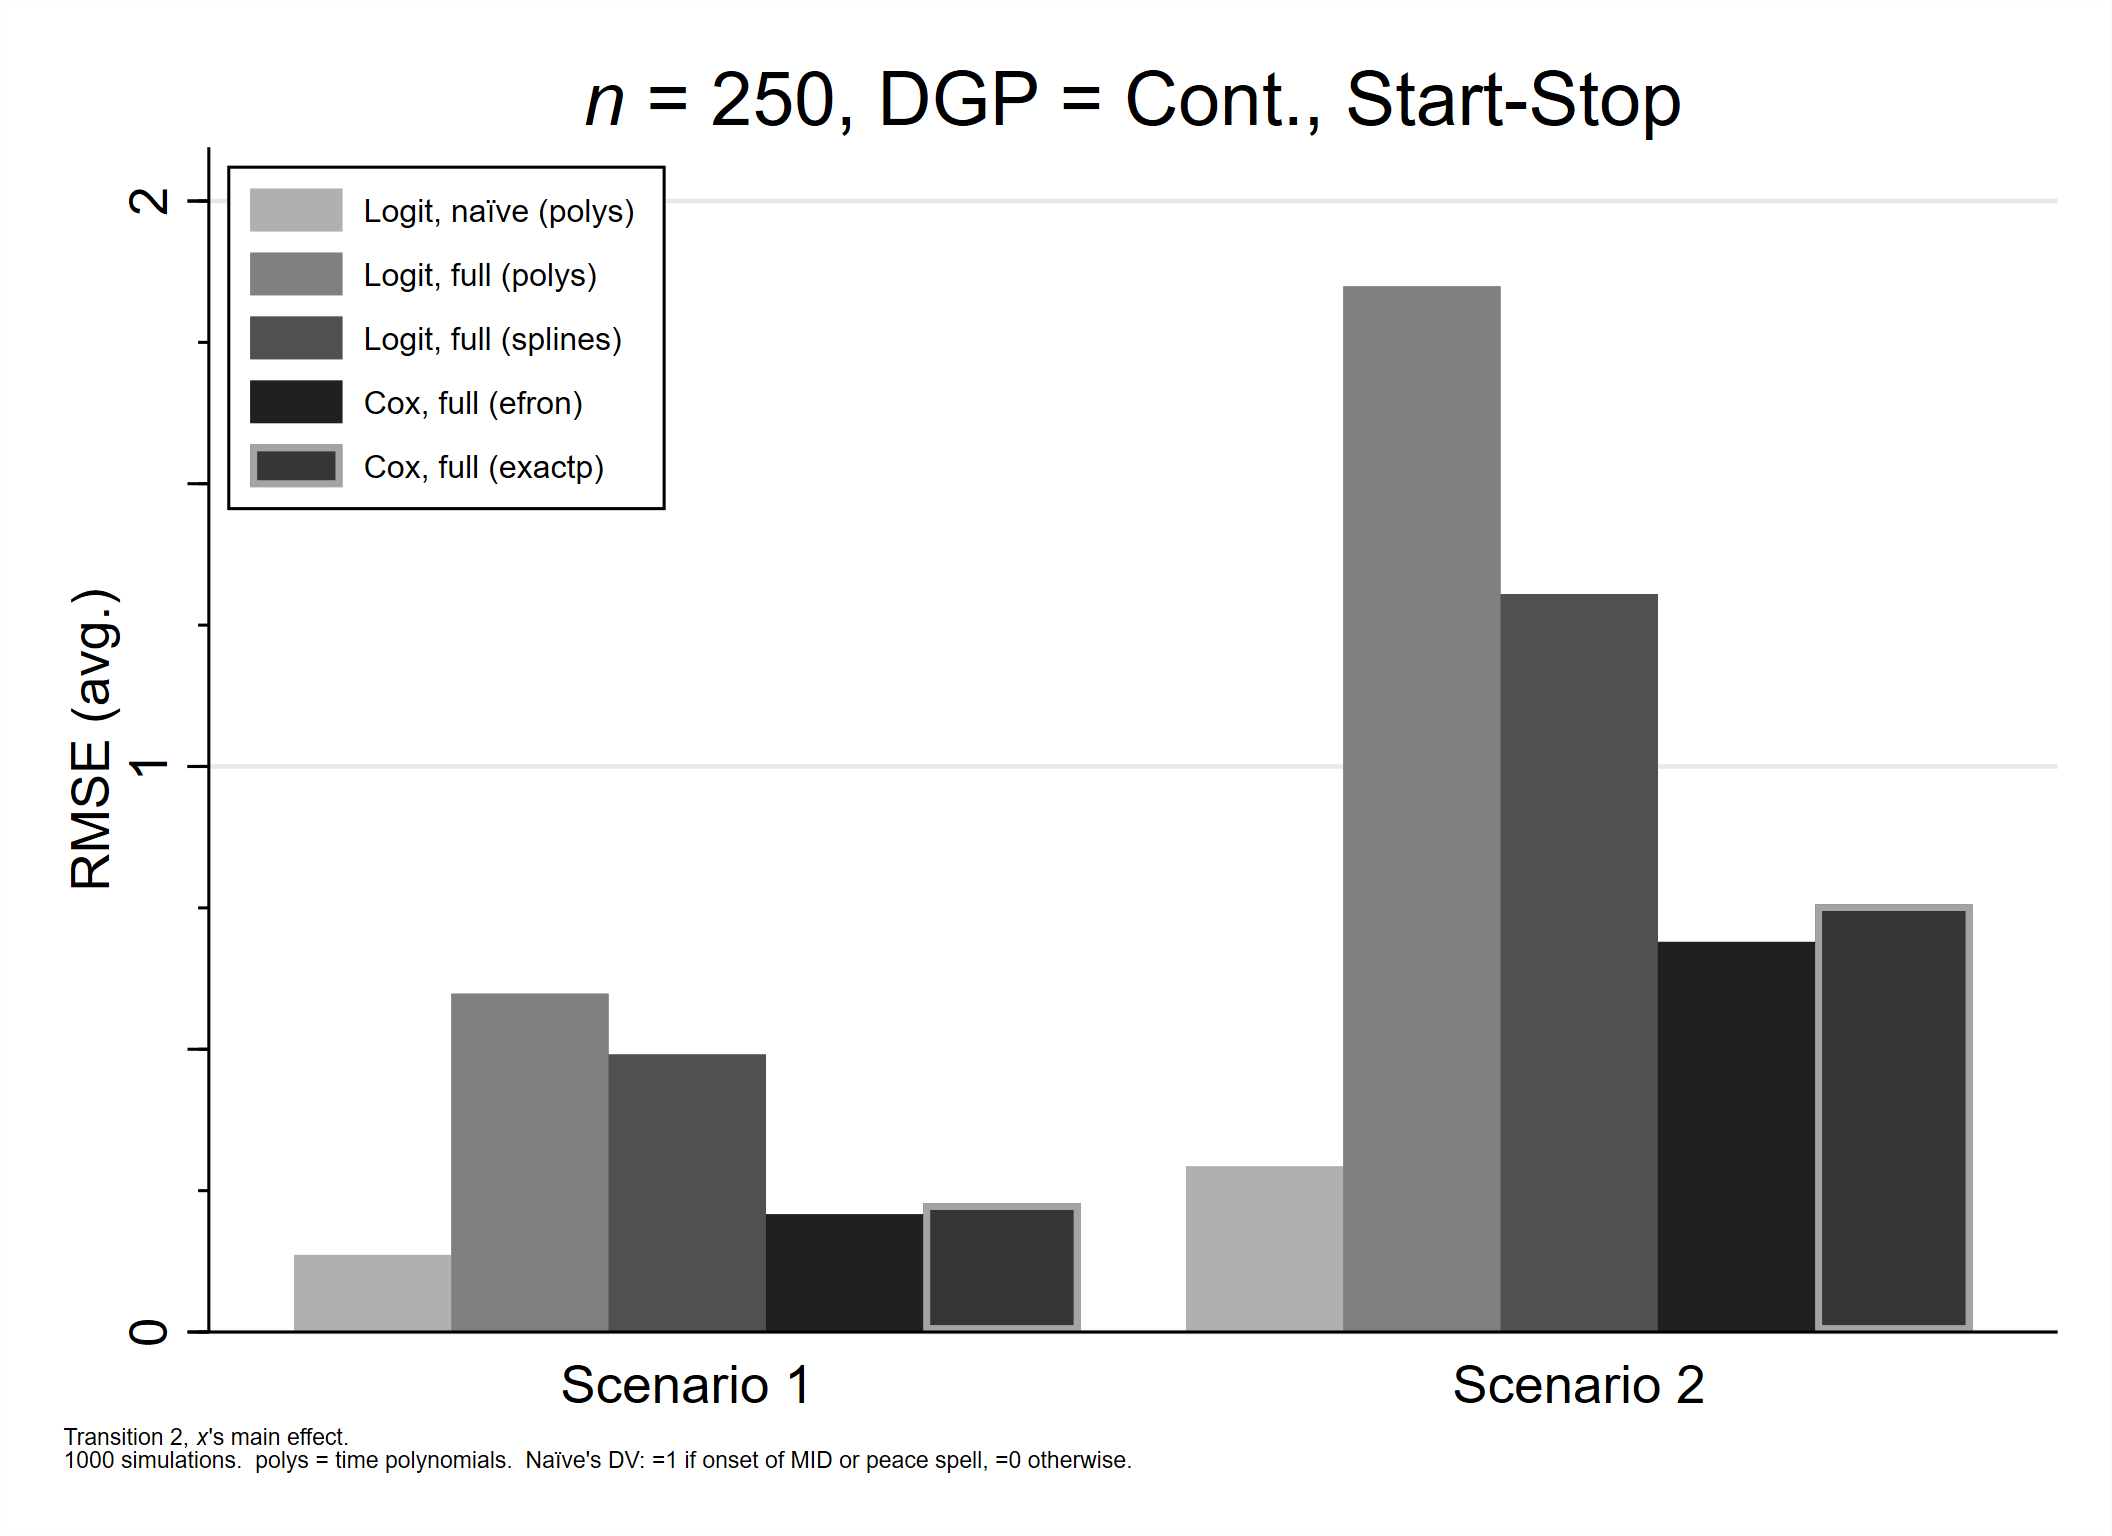 n = 250, DGP = Cont., Start-Stop
2
1
0
RMSE (avg.)
Logit, naïve (polys)
Logit, full (polys)
Logit, full (splines)
Cox, full (efron)
Cox, full (exactp)
Scenario 1
Scenario 2
Transition 2, x's main effect.
1000 simulations.  polys = time polynomials.  Naïve's DV: =1 if onset of MID or peace spell, =0 otherwise.